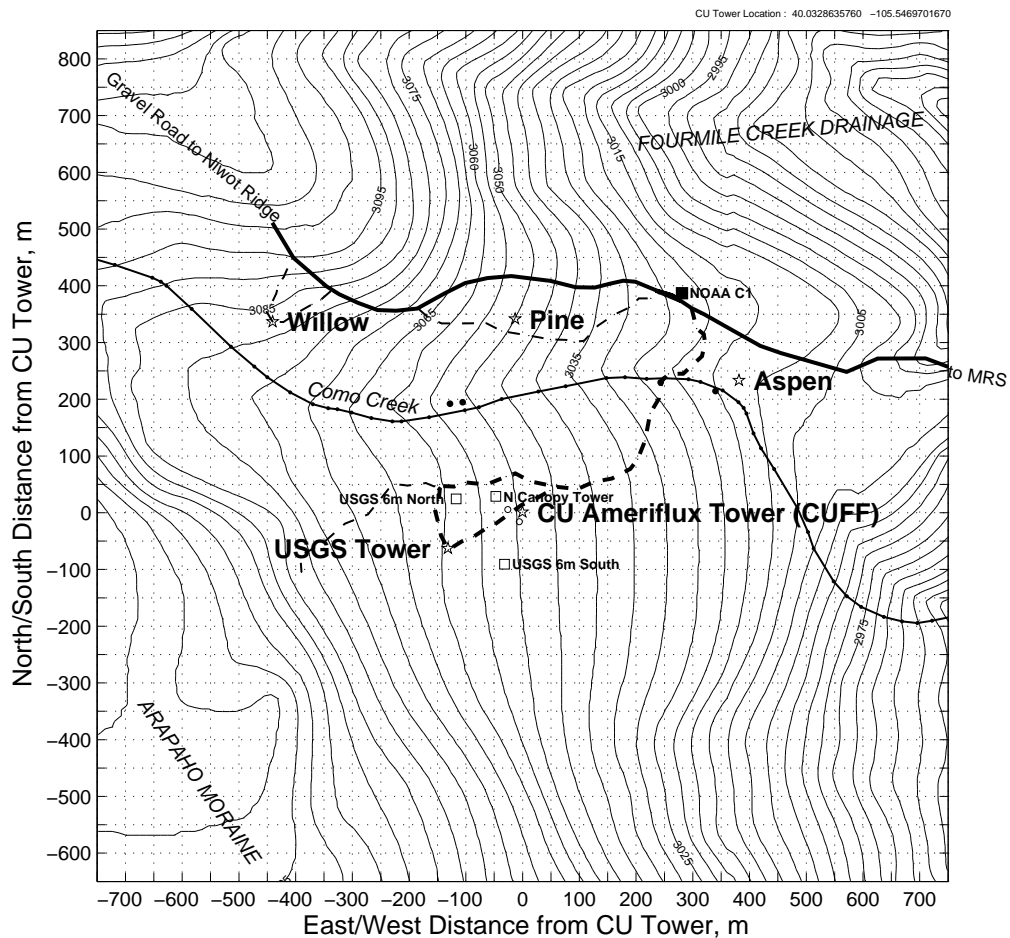 CU Tower Location : 40.0328635760 −105.5469701670
800
700
600
500
400
300
200
100
0
−100
−200
−300
−400
−500
−600
North/South Distance from CU Tower, m
−700 −600 −500 −400 −300 −200 −100 0 100 200 300 400 500 600 700
East/West Distance from CU Tower, m
Gravel Road to Niwot Ridge
FOURMILE CREEK DRAINAGE
3075
3000
2995
3015
3060
3050
3095
NOAA C1
3085
Willow
3065
Pine
3005
3035
to MRS
Aspen
Como Creek
USGS 6m North
N Canopy Tower
CU Ameriflux Tower (CUFF)
USGS Tower
USGS 6m South
2975
ARAPAHO MORAINE
3025